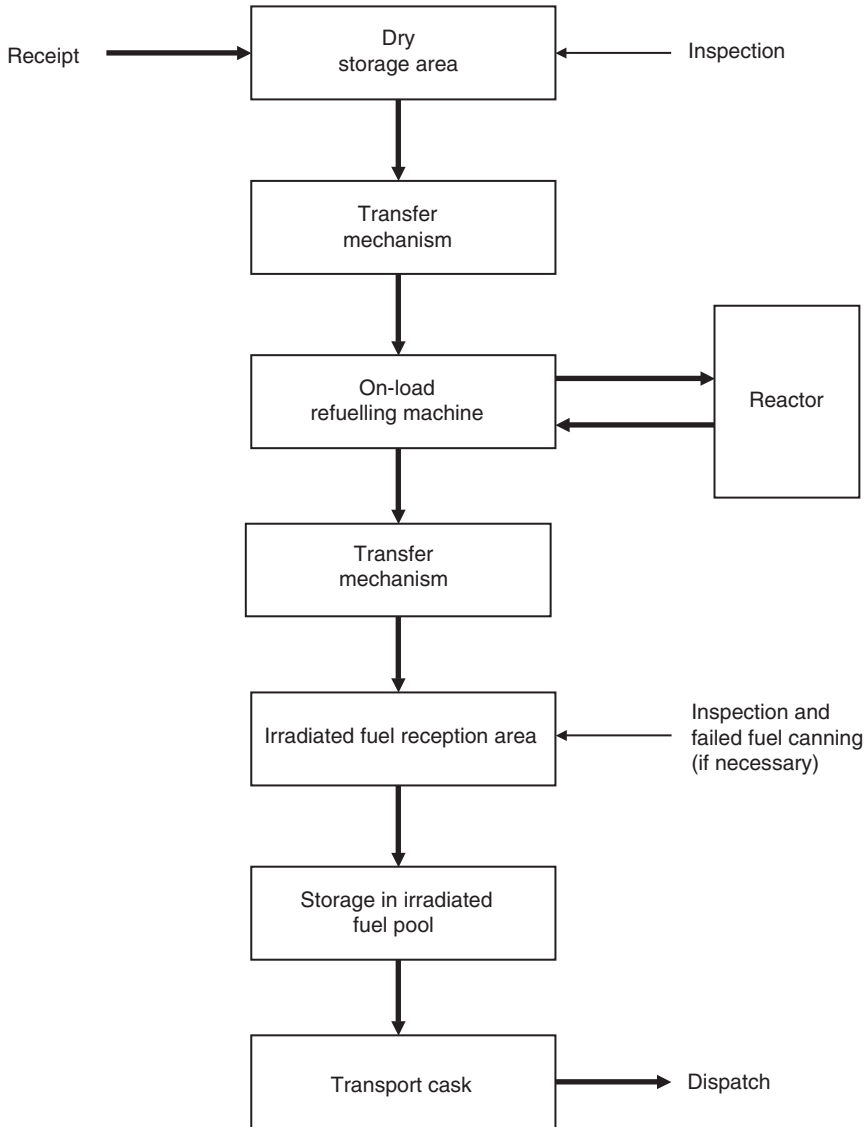 Receipt
Dry
storage area
Inspection
Transfer
mechanism
On-load
refuelling machine
Reactor
Transfer
mechanism
Irradiated fuel reception area
Inspection and
failed fuel canning
(if necessary)
Storage in irradiated
fuel pool
Transport cask
Dispatch